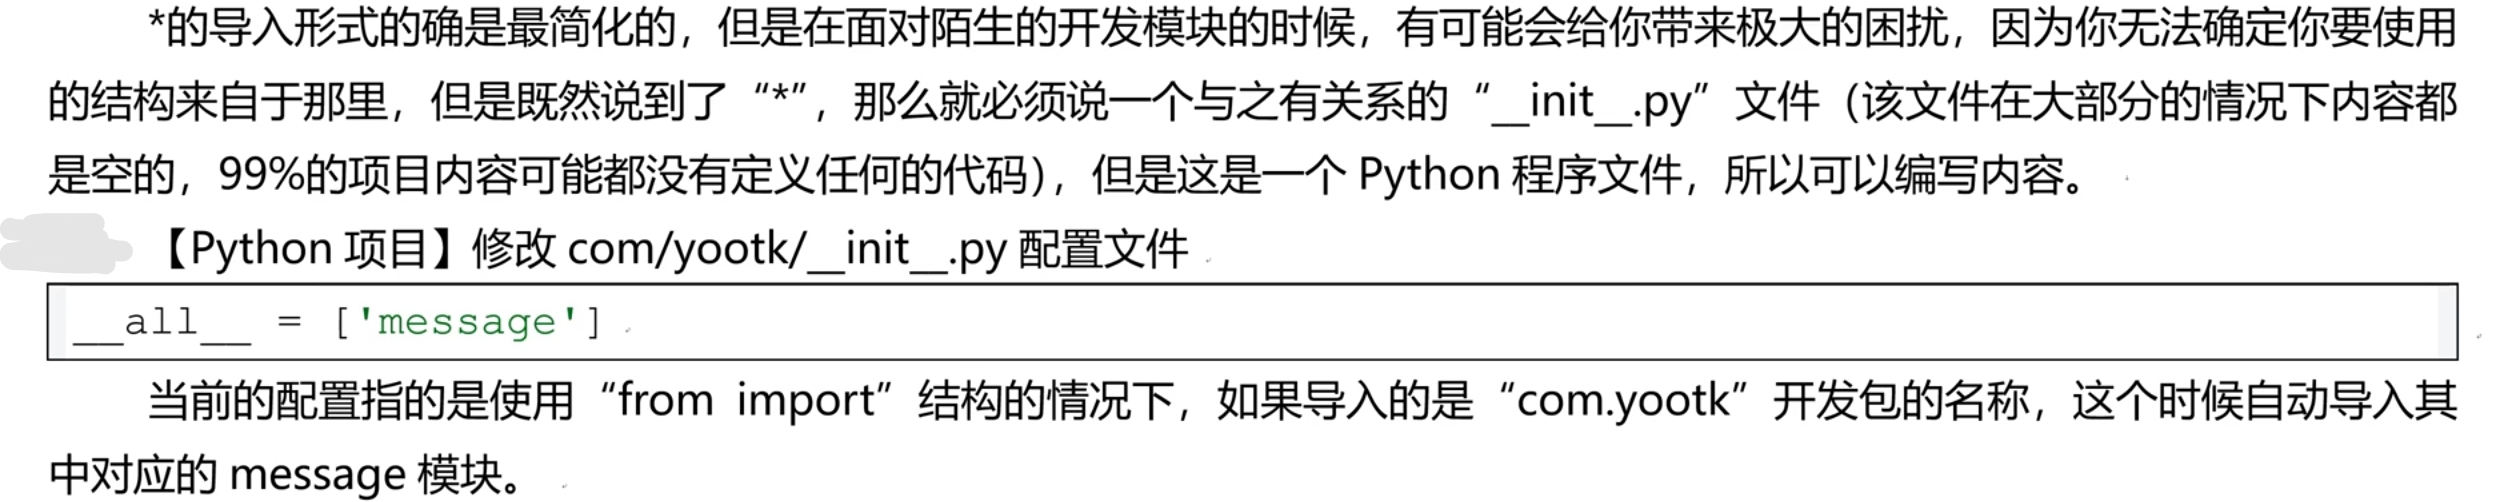 *的导入形式的确是最简化的，但是在面对陌生的开发模块的时候，有可能会给你带来极大的困扰，因为你无法确定你要使用
的结构来自于那里，但是既然说到了“*”，那么就必须说一个与之有关系的“__init__.py”文件（该文件在大部分的情况下内容都
是空的，99%的项目内容可能都没有定义任何的代码），但是这是一个 Python 程序文件，所以可以编写内容。
【Python 项目】修改 com/yootk/__init__.py 配置文件
__all__ = ['message']
当前的配置指的是使用“from import”结构的情况下，如果导入的是“com.yootk”开发包的名称，这个时候自动导入其
中对应的 message 模块。